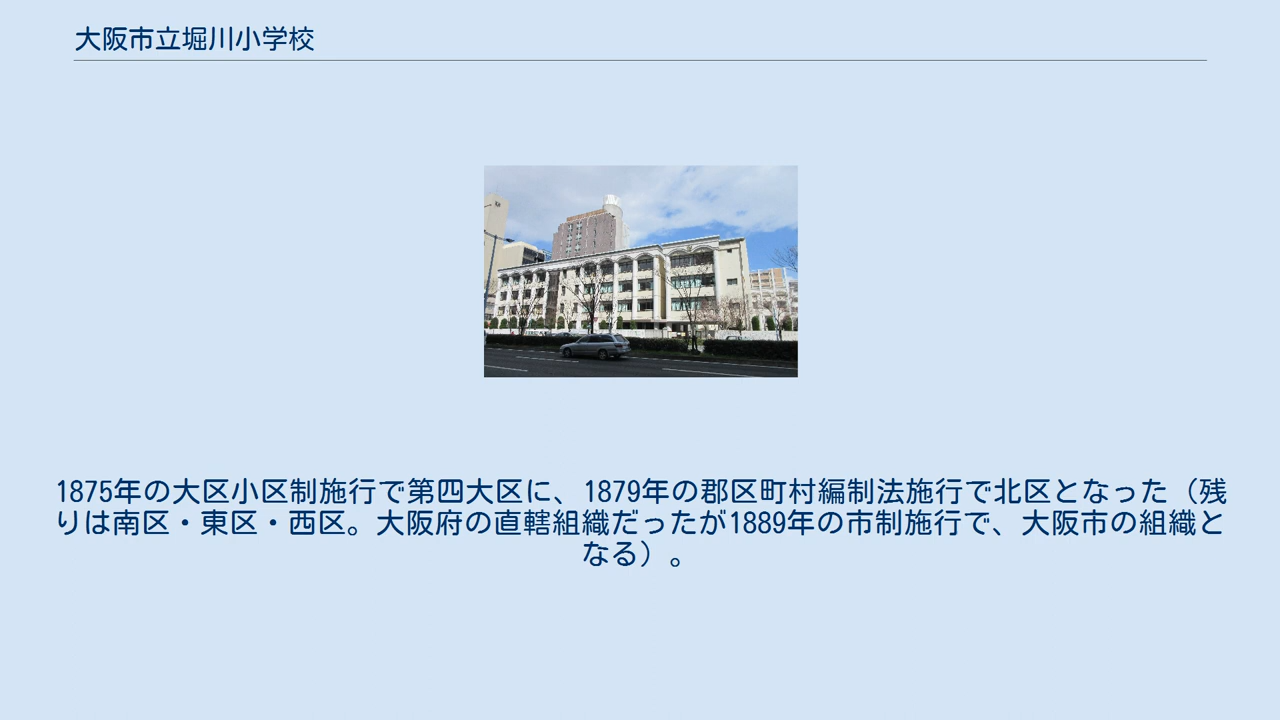 大阪市立堀川小学校
1875年の大区小区制施行で第四大区に、1879年の郡区町村編制法施行で北区となった（残
りは南区・東区・西区。大阪府の直轄組織だったが1889年の市制施行で、大阪市の組織と
なる）。